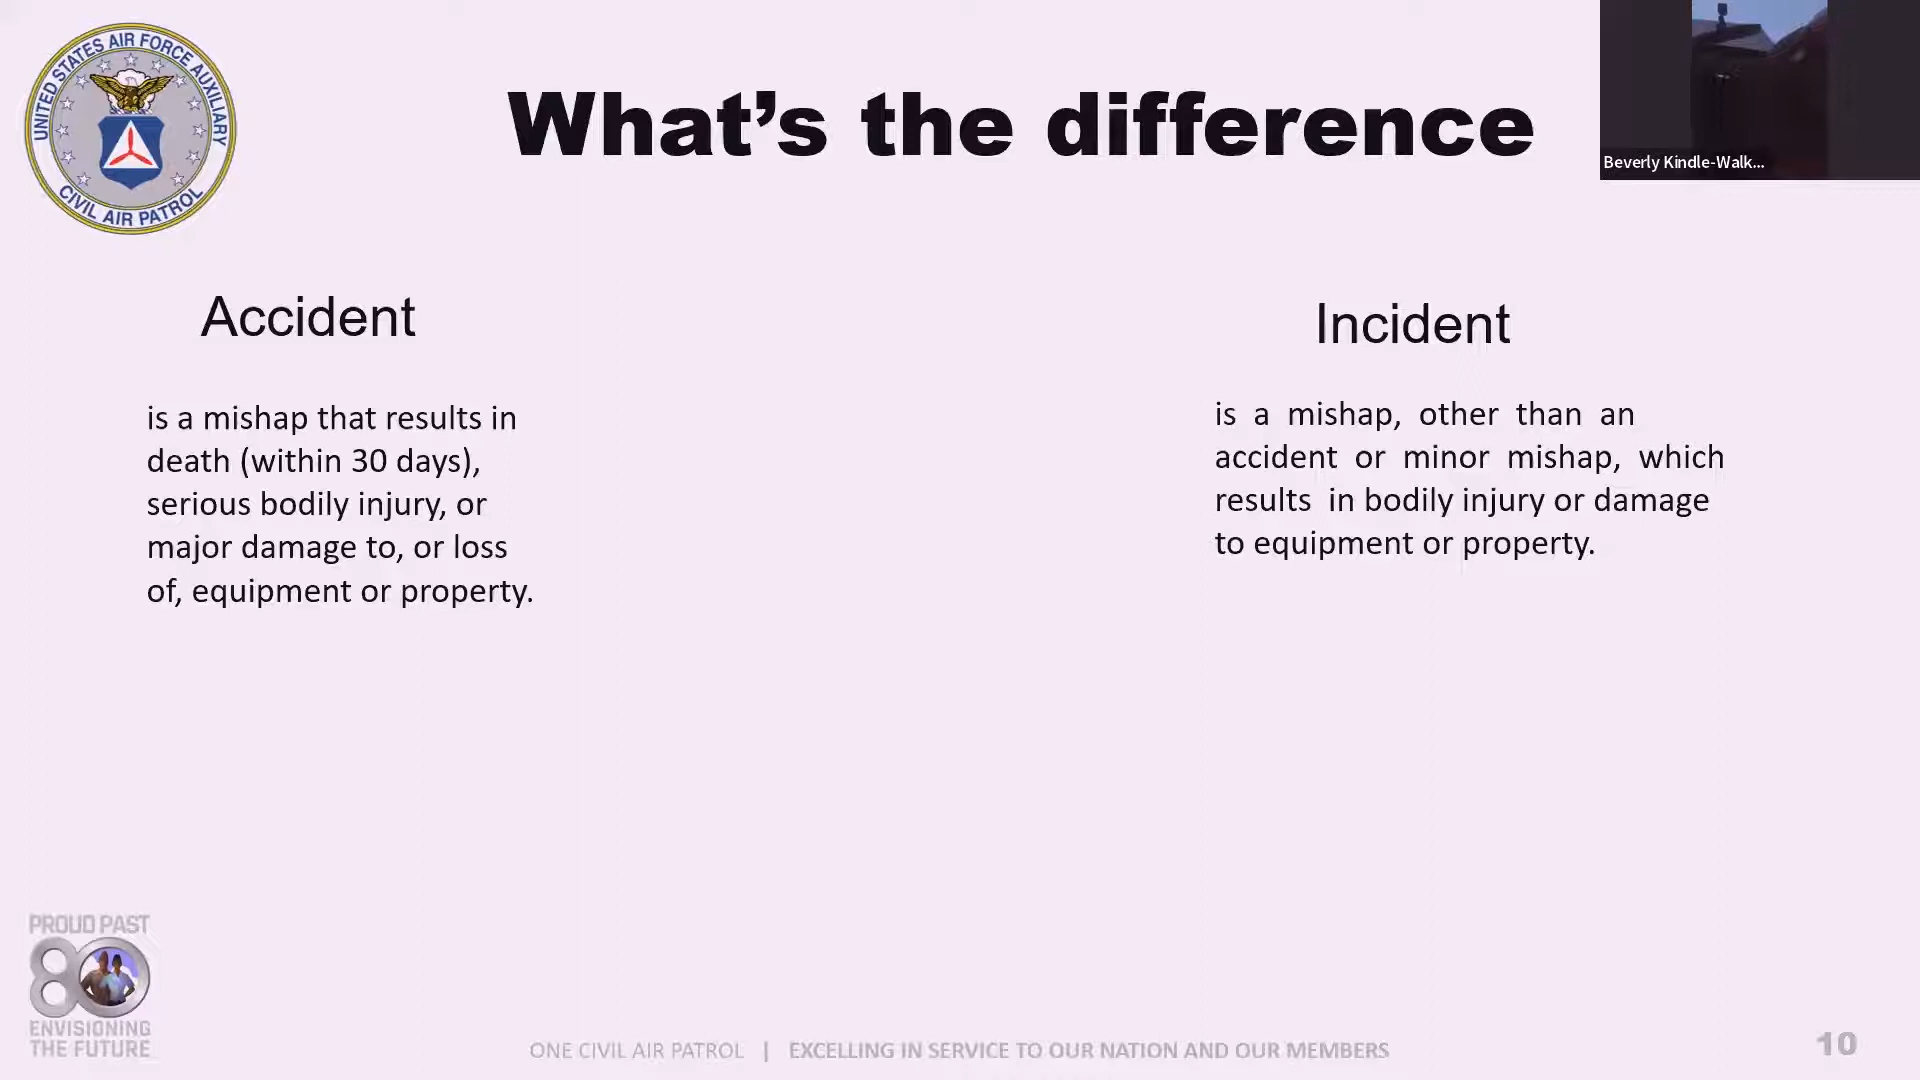 UNITED STATES AIR FORCE AUXILIARY
CIVIL AIR PATROL
What’s the difference
Beverly Kindle-Walk...
Accident
is a mishap that results in
death (within 30 days),
serious bodily injury, or
major damage to, or loss
of, equipment or property.
Incident
is a mishap, other than an
accident or minor mishap, which
results in bodily injury or damage
to equipment or property.
PROUD PAST
80
ENVISIONING
THE FUTURE
ONE CIVIL AIR PATROL | EXCELLING IN SERVICE TO OUR NATION AND OUR MEMBERS
10